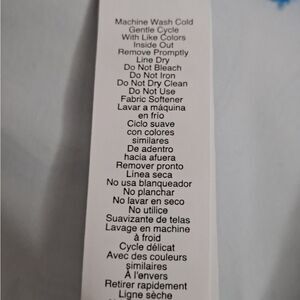 Machine Wash Cold
Gentle Cycle
With Like Colors
Inside Out
Remove Promptly
Line Dry
Do Not Bleach
Do Not Iron
Do Not Dry Clean
Do Not Use
Fabric Softener
Lavar a máquina
en frio
Ciclo suave
con colores
similares
De adentro
hacia afuera
Remover pronto
Linea seca
No usa blanqueador
No planchar
No lavar en seco
No utilice
Suavizante de telas
Lavage en machine
à froid
Cycle délicat
Avec des couleurs
similaires
À l'envers
Retirer rapidement
Ligne sèche